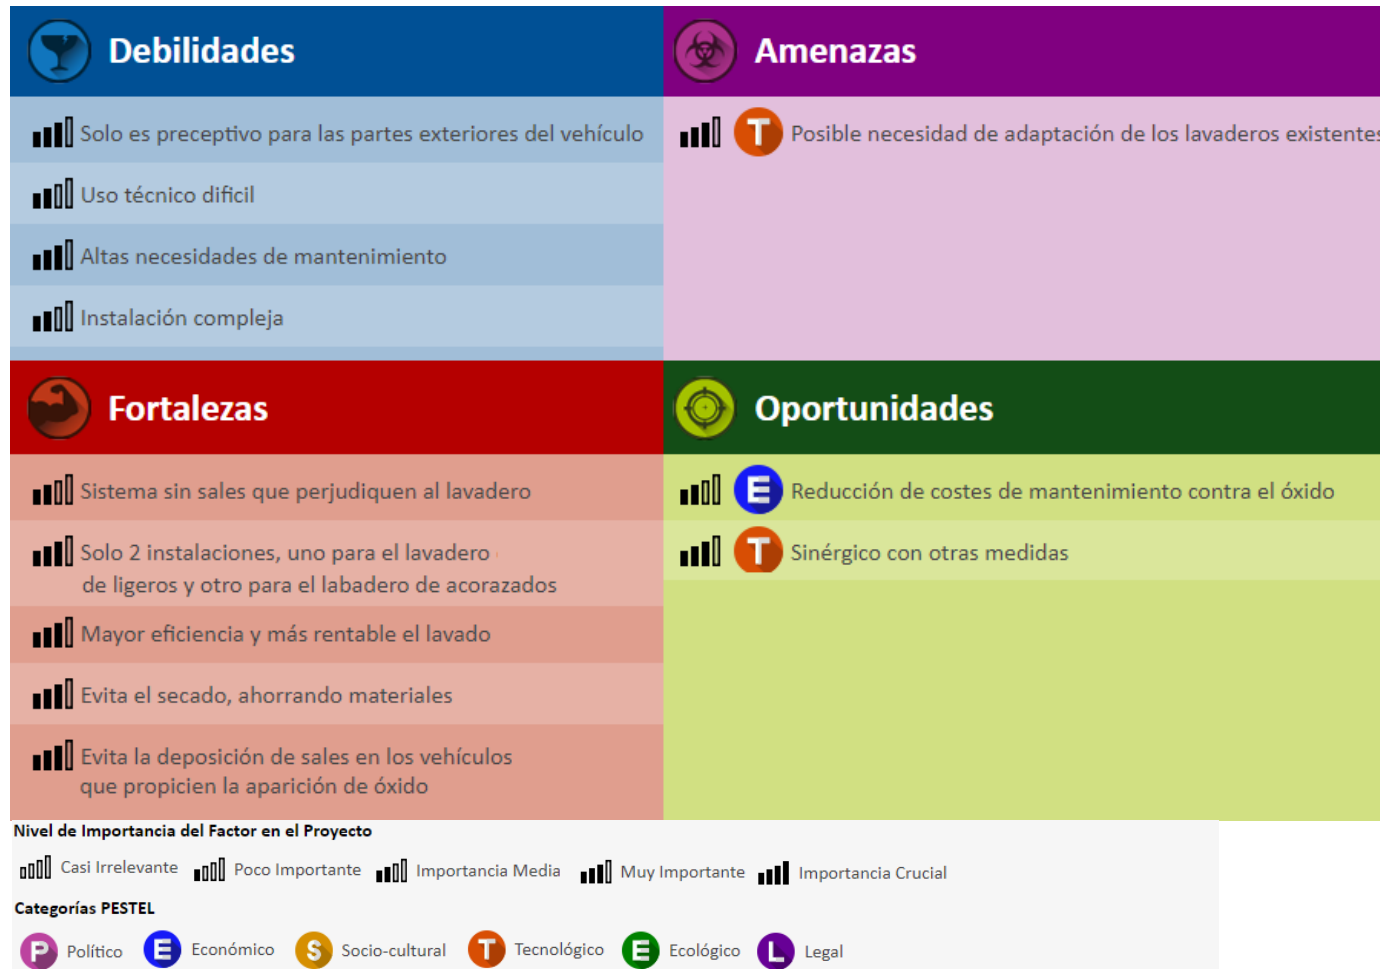 Debilidades
Solo es preceptivo para las partes exteriores del vehículo
Uso técnico dificil
Altas necesidades de mantenimiento
Instalación compleja
Amenazas
T Posible necesidad de adaptación de los lavaderos existentes
Fortalezas
Sistema sin sales que perjudiquen al lavadero
Solo 2 instalaciones, uno para el lavadero
de ligeros y otro para el labadero de acorazados
Mayor eficiencia y más rentable el lavado
Evita el secado, ahorrando materiales
Evita la deposición de sales en los vehículos
que propicien la aparición de óxido
Oportunidades
E Reducción de costes de mantenimiento contra el óxido
T Sinérgico con otras medidas
Nivel de Importancia del Factor en el Proyecto
Casi Irrelevante Poco Importante Importancia Media Muy Importante Importancia Crucial
Categorías PESTEL
P Político E Económico S Socio-cultural T Tecnológico E Ecológico L Legal